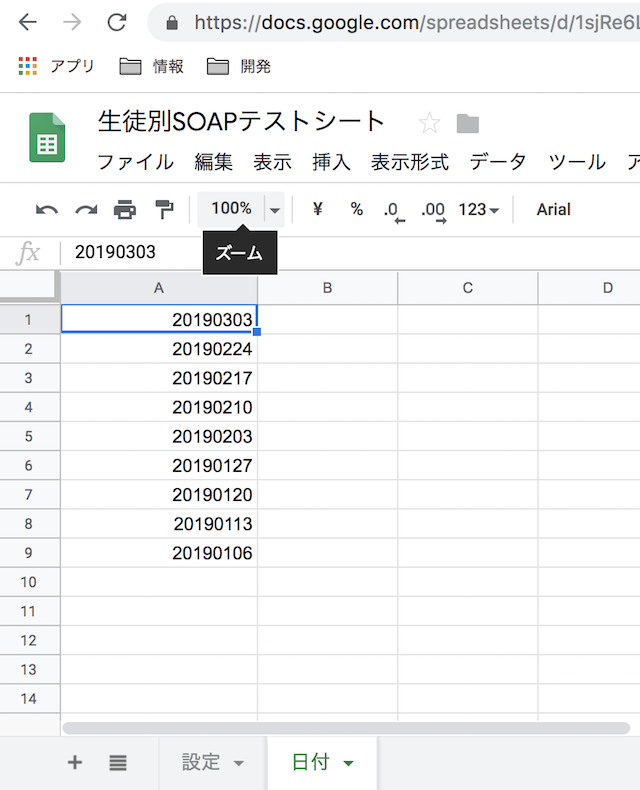 https://docs.google.com/spreadsheets/d/1sjRe6
アプリ 情報 開発
生徒別SOAPテストシート
ファイル 編集 表示 挿入 表示形式 データ ツール
100% ¥ % .0 .00 123 Arial
fx 20190303
ズーム
A B C D
1 20190303
2 20190224
3 20190217
4 20190210
5 20190203
6 20190127
7 20190120
8 20190113
9 20190106
10
11
12
13
14
+ 設定 日付